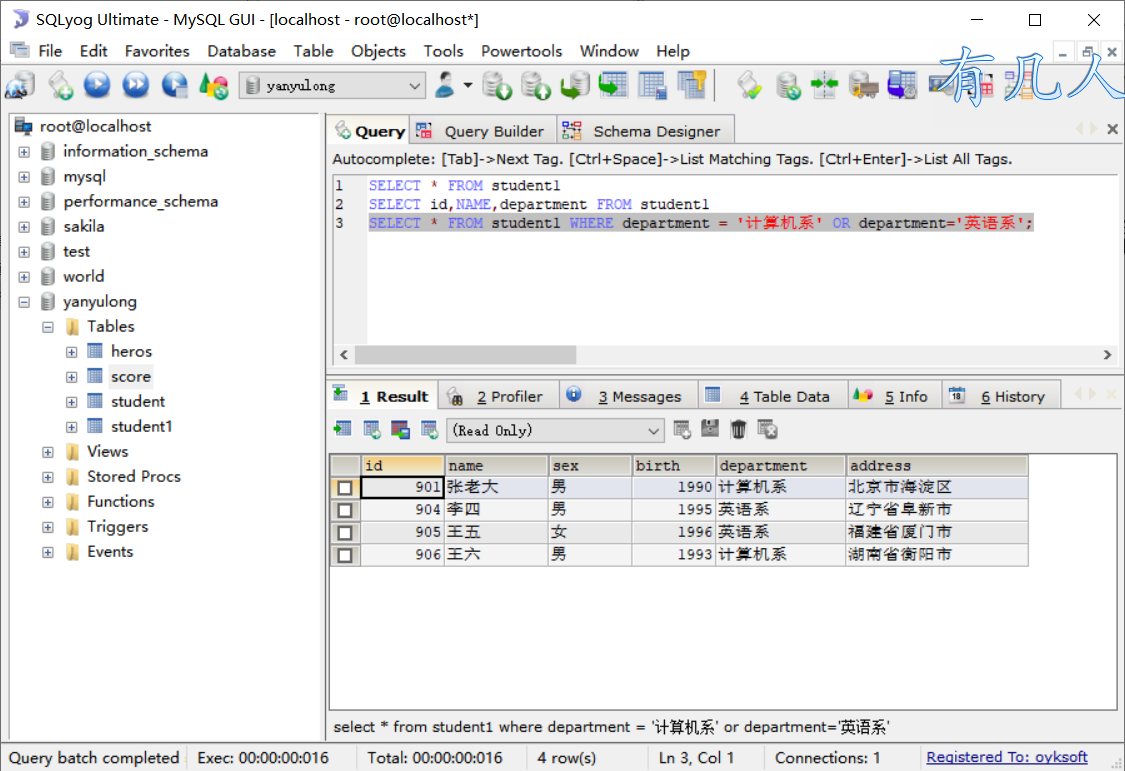 SQLyog Ultimate - MySQL GUI - [localhost - root@localhost*]
File Edit Favorites Database Table Objects Tools Powertools Window Help
yanyulong
有几人
root@localhost
information_schema
mysql
performance_schema
sakila
test
world
yanyulong
Tables
heros
score
student
student1
Views
Stored Procs
Functions
Triggers
Events
Query Query Builder Schema Designer
Autocomplete: [Tab]->Next Tag. [Ctrl+Space]->List Matching Tags. [Ctrl+Enter]->List All Tags.
1 SELECT * FROM student1
2 SELECT id,NAME,department FROM student1
3 SELECT * FROM student1 WHERE department = '计算机系' OR department='英语系';
1 Result 2 Profiler 3 Messages 4 Table Data 5 Info 18 6 History
(Read Only)
id name sex birth department address
901 张老大 男 1990 计算机系 北京市海淀区
904 李四 男 1995 英语系 辽宁省阜新市
905 王五 女 1996 英语系 福建省厦门市
906 王六 男 1993 计算机系 湖南省衡阳市
select * from student1 where department = '计算机系' or department='英语系'
Query batch completed Exec: 00:00:00:016 Total: 00:00:00:016 4 row(s) Ln 3, Col 1 Connections: 1 Registered To: oyksoft